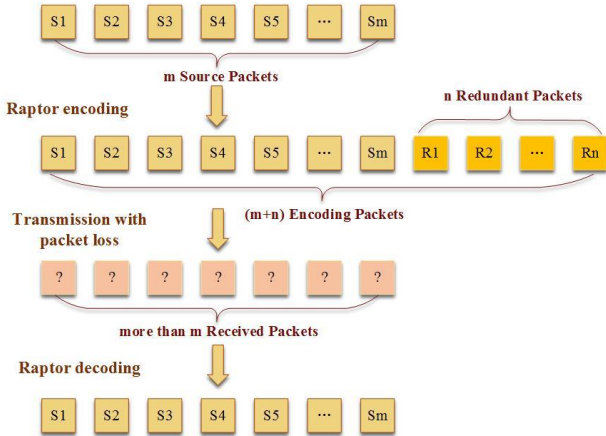 S1 S2 S3 S4 S5 ... Sm
m Source Packets
n Redundant Packets
Raptor encoding
S1 S2 S3 S4 S5 ... Sm R1 R2 ... Rn
(m+n) Encoding Packets
Transmission with
packet loss
? ? ? ? ? ? ?
more than m Received Packets
Raptor decoding
S1 S2 S3 S4 S5 ... Sm